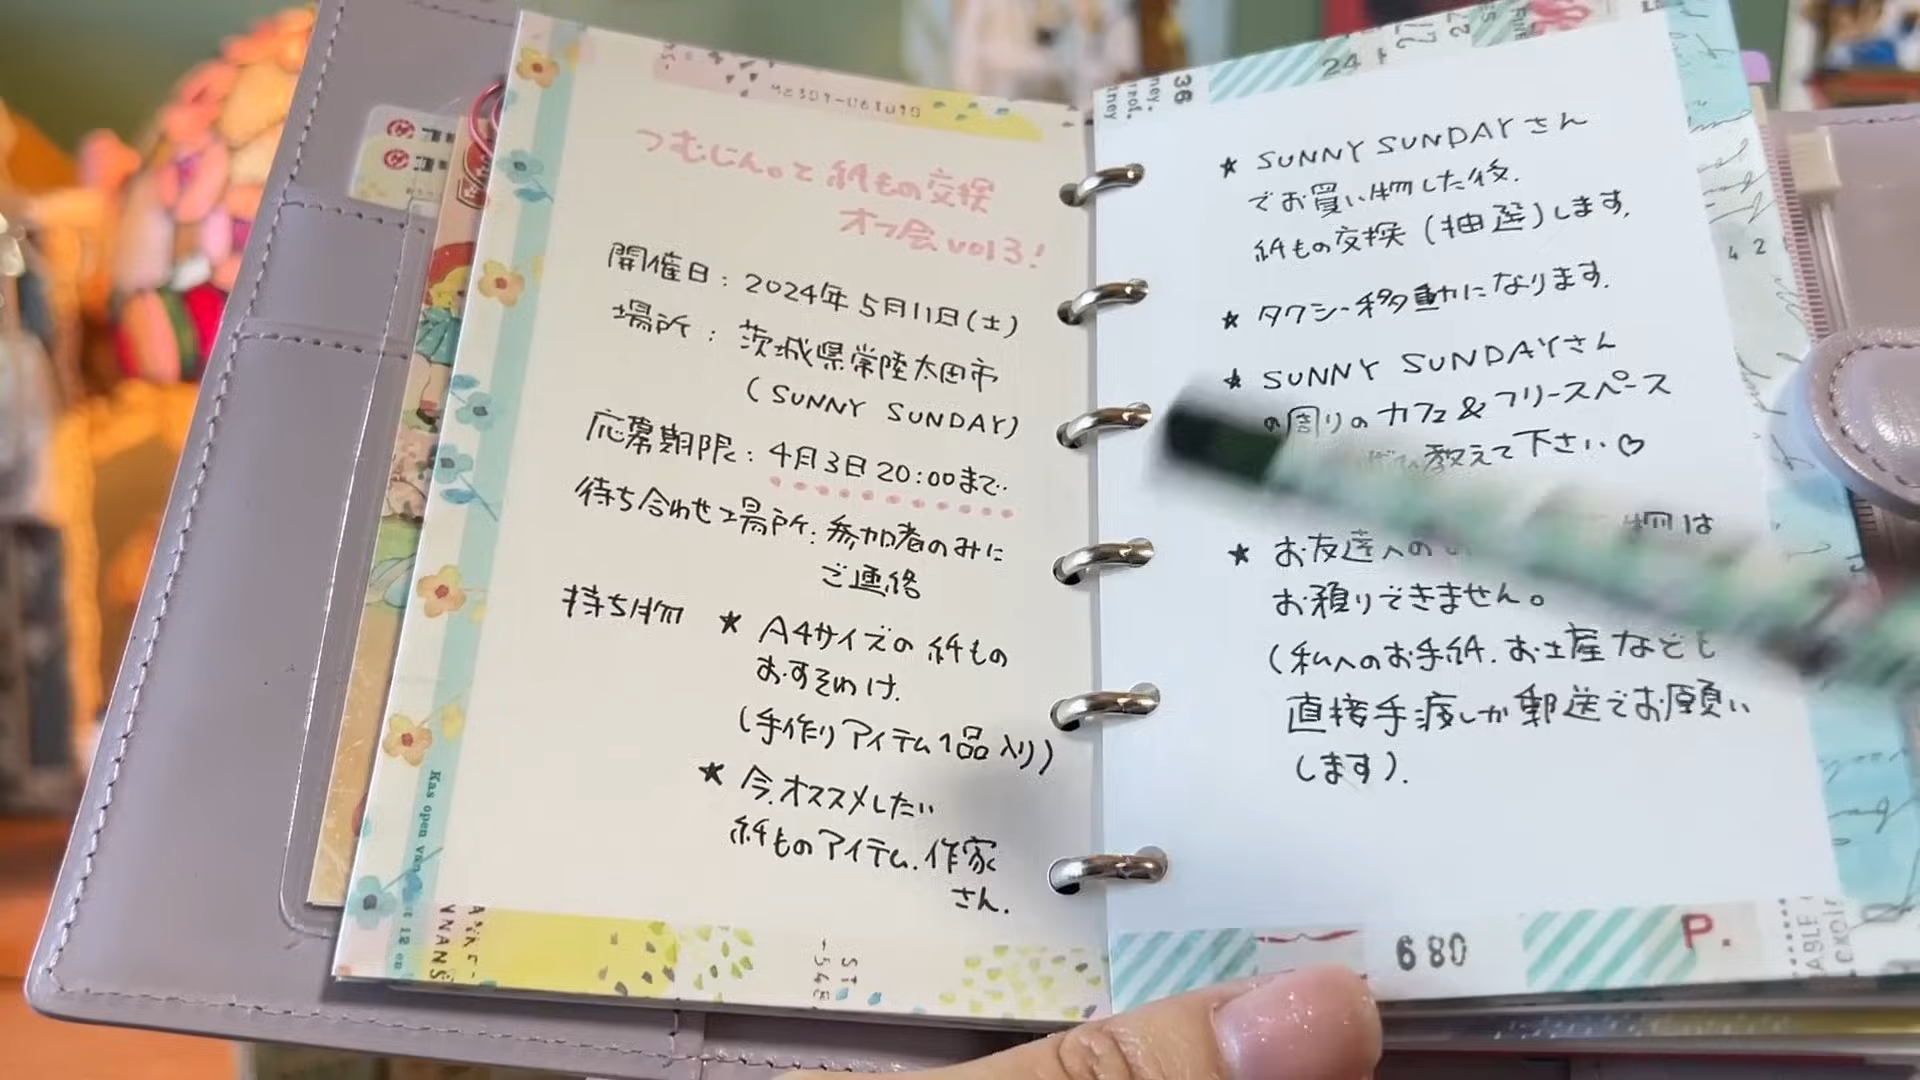 つむじん。と紙もの交換
オフ会vol3!
開催日:2024年5月11日(土)
場所:茨城県常陸太田市
(SUNNY SUNDAY)
応募期限:4月3日20:00まで.
待ち合わせ場所:参加者のみに
ご連絡
持ち物 ★A4サイズの紙もの
おすそわけ.
(手作りアイテム1品入り)
★今.オススメしたい
紙ものアイテム.作家
さん.
Kas open van
24
36
★SUNNY SUNDAYさん
でお買い物した後.
紙もの交換(抽選)します.
★タクシー移動になります.
★SUNNY SUNDAYさん
の周りのカフェ&フリースペース
教えて下さい♡
★お友達への 物は
お預りできません。
(私へのお手紙.お土産なども
直接手渡しか郵送でお願い
します).
42
680
P.